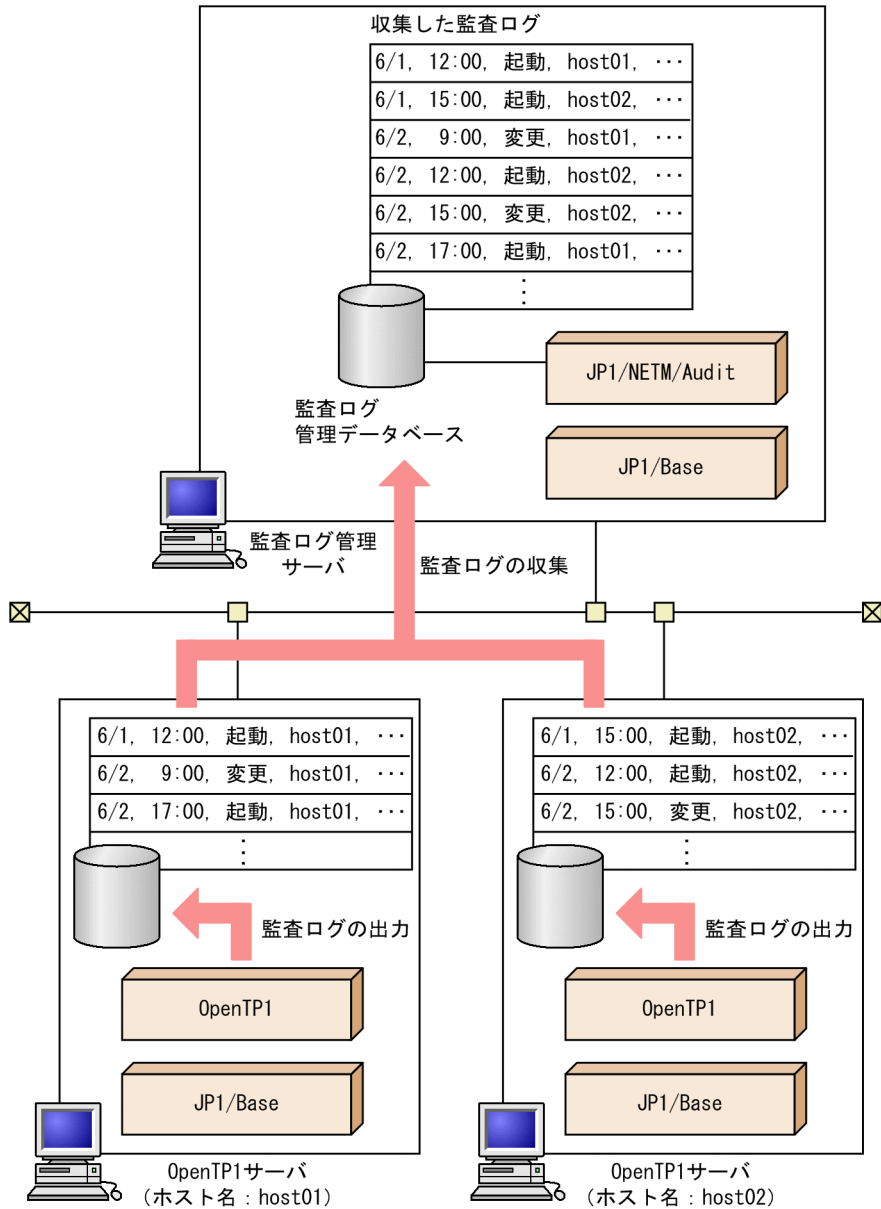 収集した監査ログ
6/1, 12:00, 起動, host01, ･･･
6/1, 15:00, 起動, host02, ･･･
6/2, 9:00, 変更, host01, ･･･
6/2, 12:00, 起動, host02, ･･･
6/2, 15:00, 変更, host02, ･･･
6/2, 17:00, 起動, host01, ･･･
︙
JP1/NETM/Audit
監査ログ
管理データベース
JP1/Base
監査ログ管理
サーバ
監査ログの収集
6/1, 12:00, 起動, host01, ･･･
6/2, 9:00, 変更, host01, ･･･
6/2, 17:00, 起動, host01, ･･･
︙
監査ログの出力
OpenTP1
JP1/Base
OpenTP1サーバ
（ホスト名：host01）
6/1, 15:00, 起動, host02, ･･･
6/2, 12:00, 起動, host02, ･･･
6/2, 15:00, 変更, host02, ･･･
︙
監査ログの出力
OpenTP1
JP1/Base
OpenTP1サーバ
（ホスト名：host02）